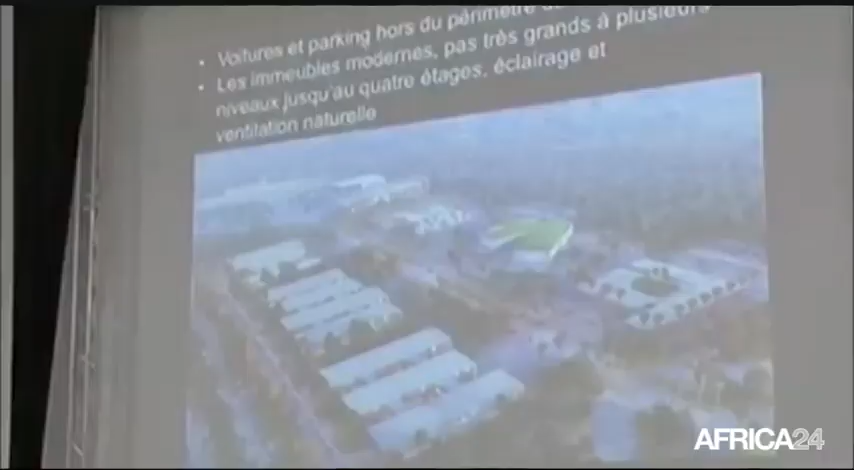 • Voitures et parking hors du périmètre
• Les immeubles modernes, pas très grands à plusieurs
niveaux jusqu'au quatre étages, éclairage et
ventilation naturelle
AFRICA24